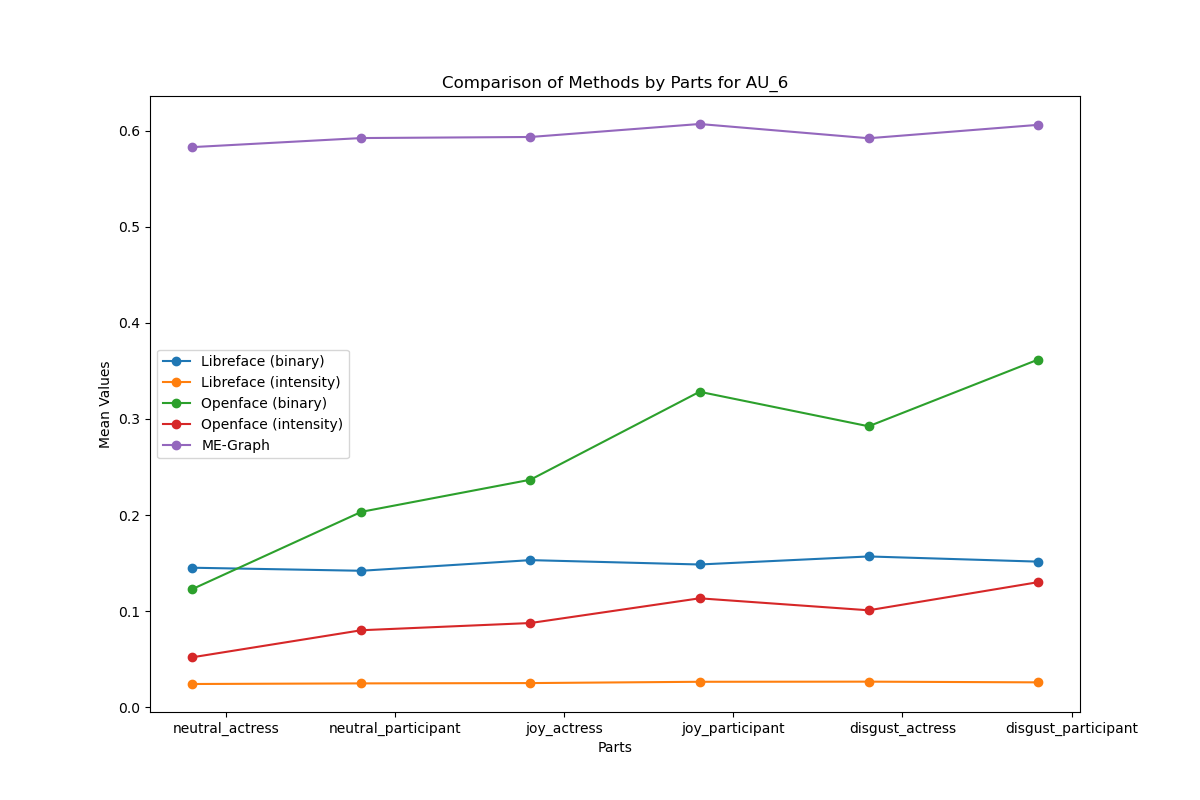 Comparison of Methods by Parts for AU_6
0.6
0.5
0.4
0.3
0.2
0.1
0.0
Mean Values
Libreface (binary)
Libreface (intensity)
Openface (binary)
Openface (intensity)
ME-Graph
neutral_actress neutral_participant joy_actress joy_participant disgust_actress disgust_participant
Parts